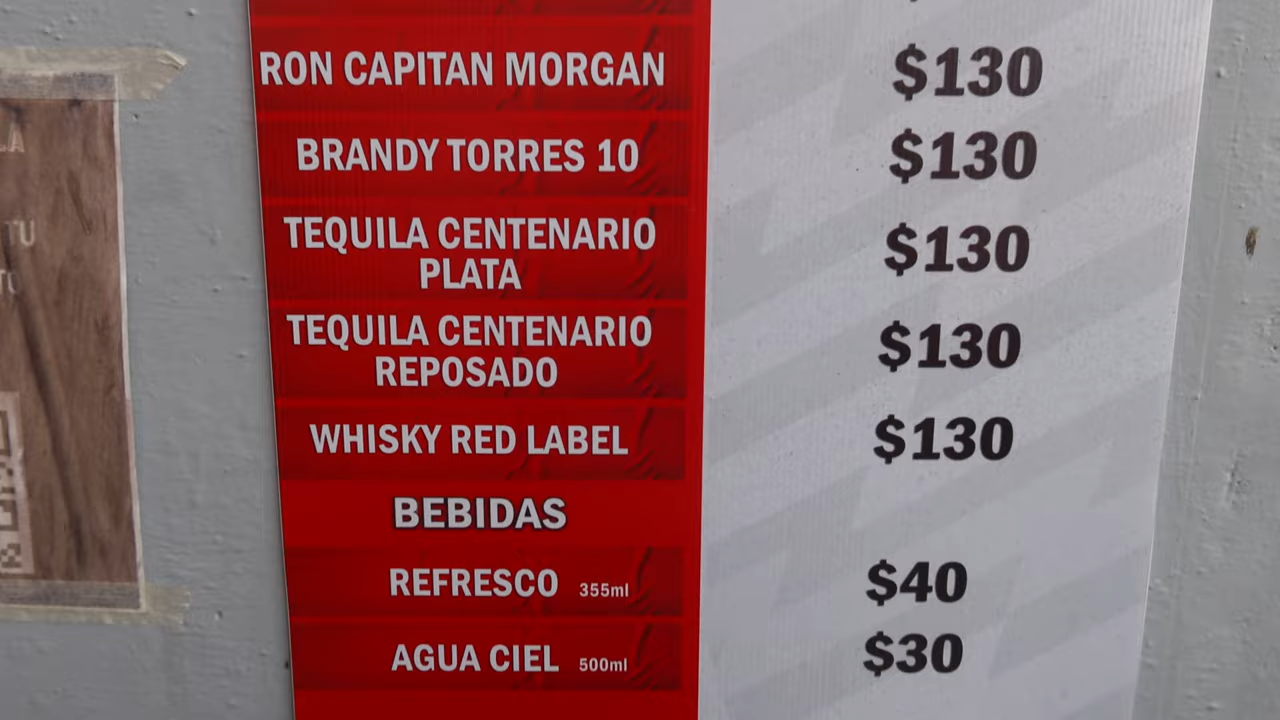 RON CAPITAN MORGAN $130
BRANDY TORRES 10 $130
TEQUILA CENTENARIO
PLATA $130
TEQUILA CENTENARIO
REPOSADO $130
WHISKY RED LABEL $130
BEBIDAS
REFRESCO 355ml $40
AGUA CIEL 500ml $30
TU